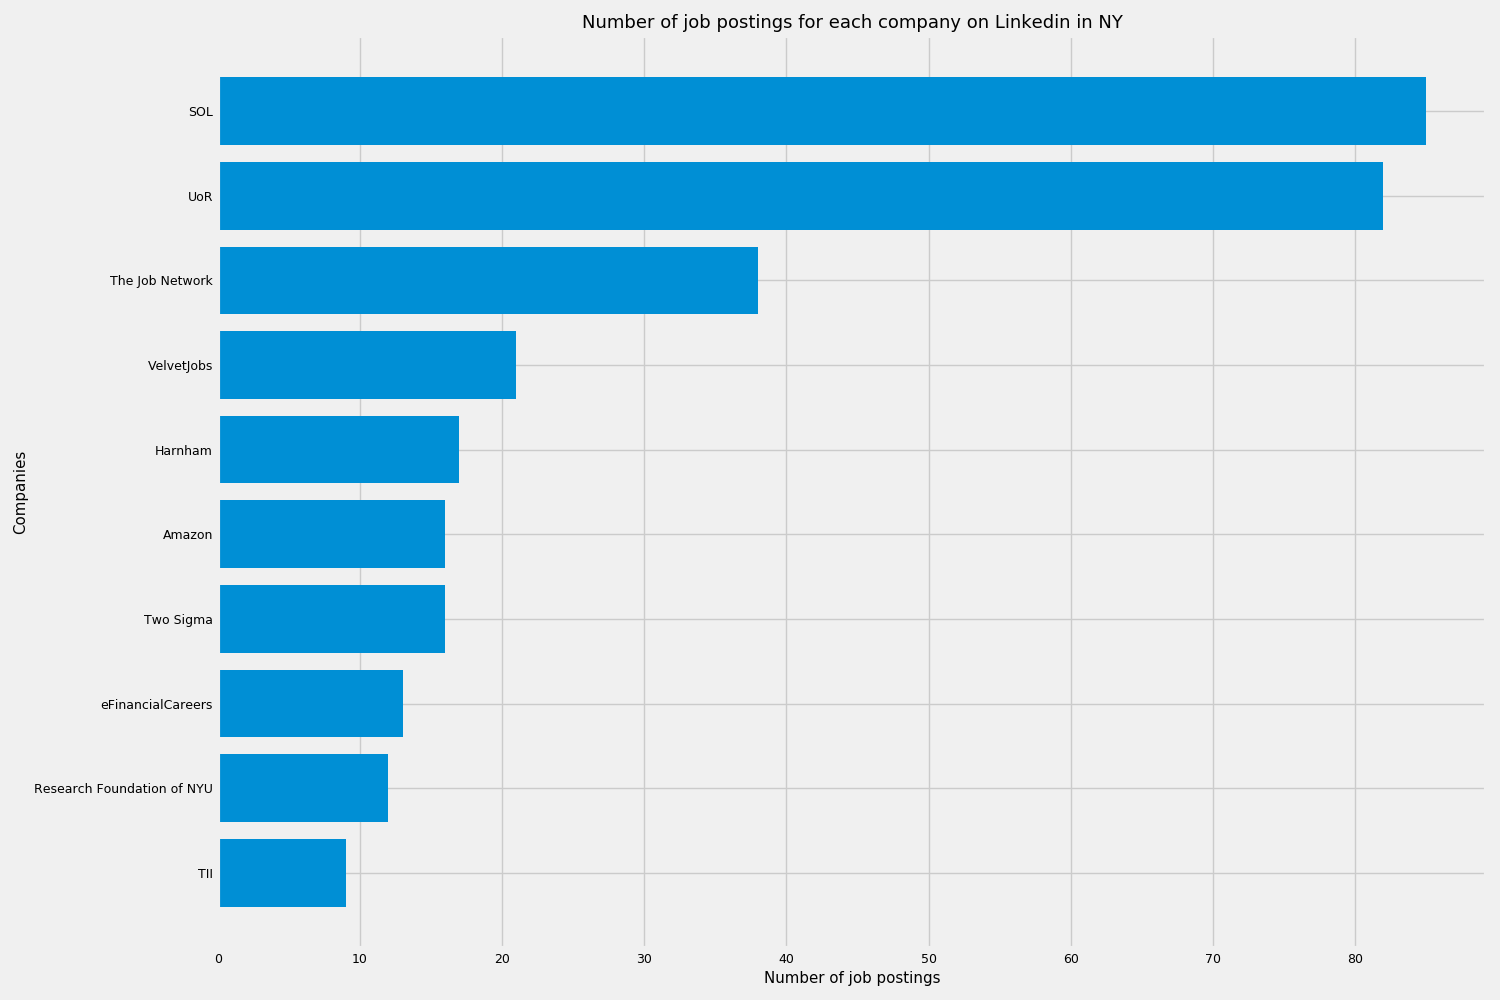 Number of job postings for each company on Linkedin in NY
SOL
UoR
The Job Network
VelvetJobs
Harnham
Amazon
Two Sigma
eFinancialCareers
Research Foundation of NYU
TII
Companies
0 10 20 30 40 50 60 70 80
Number of job postings